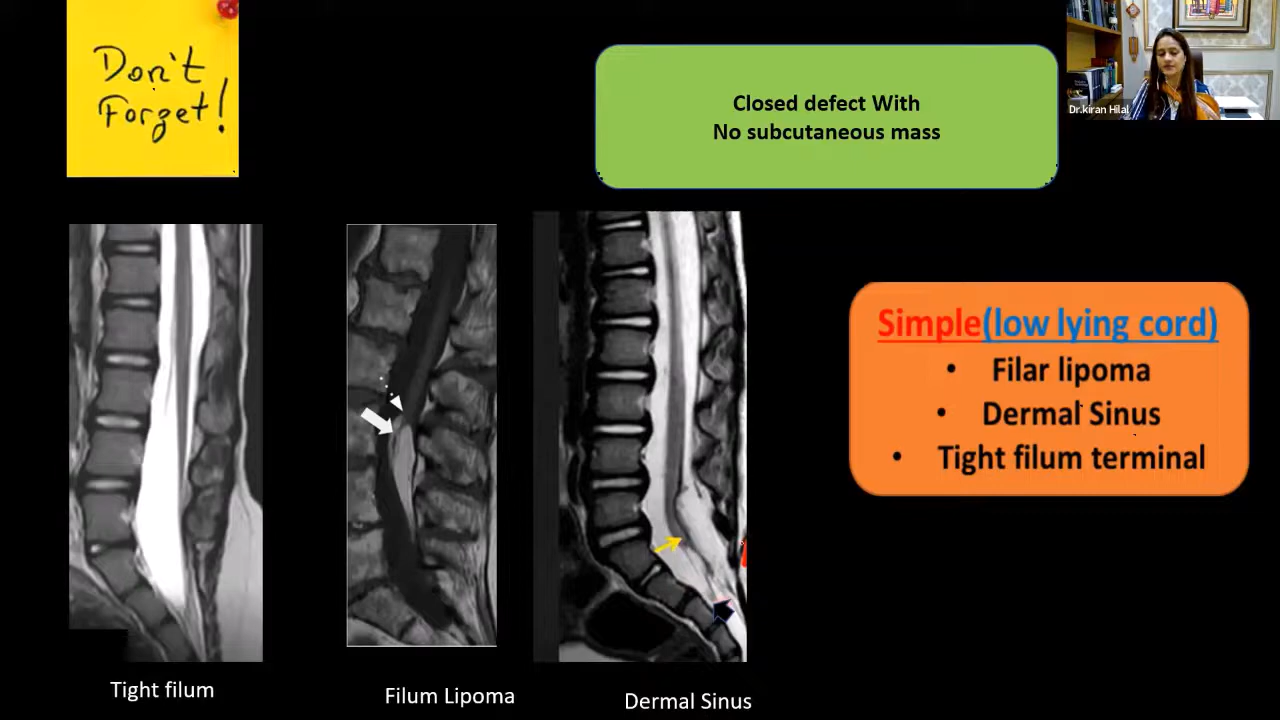 Don't
Forget!
Closed defect With
No subcutaneous mass
Dr.kiran Hilal
Simple(low lying cord)
• Filar lipoma
• Dermal Sinus
• Tight filum terminal
Tight filum
Filum Lipoma
Dermal Sinus